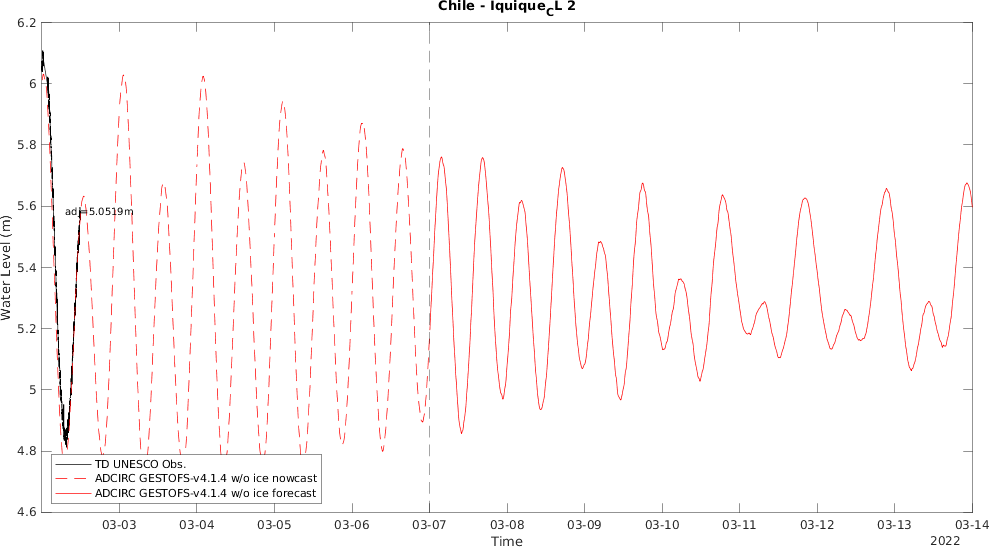 Chile - Iquique_CL 2
6.2
6
5.8
5.6
5.4
5.2
5
4.8
4.6
Water Level (m)
adj=5.0519m
TD UNESCO Obs.
ADCIRC GESTOFS-v4.1.4 w/o ice nowcast
ADCIRC GESTOFS-v4.1.4 w/o ice forecast
03-03 03-04 03-05 03-06 03-07 03-08 03-09 03-10 03-11 03-12 03-13 03-14
Time
2022